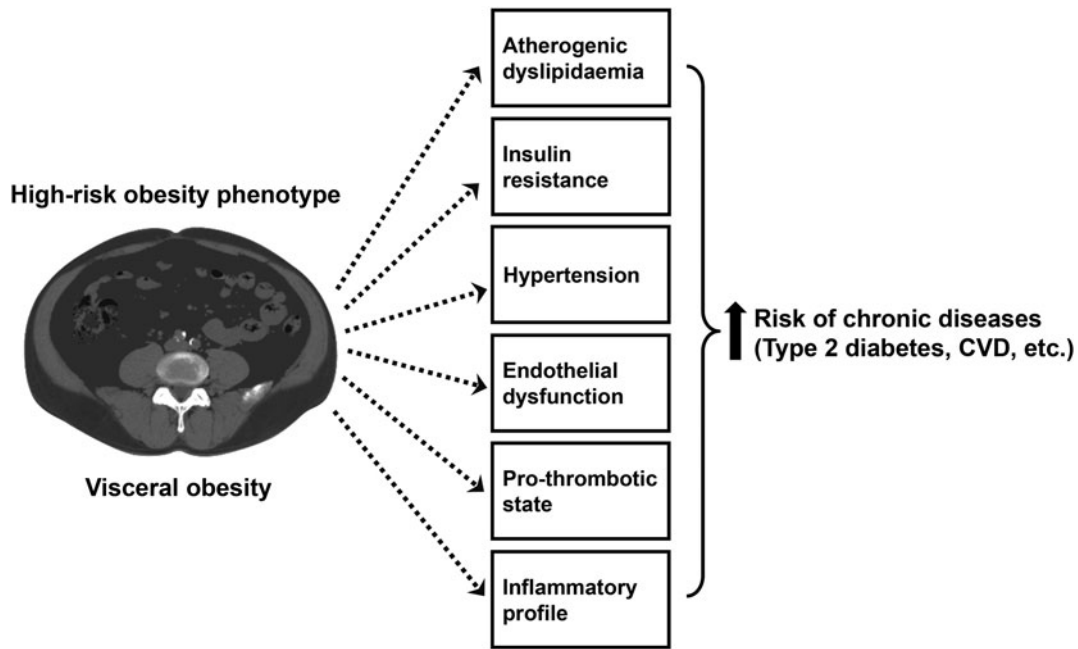 High-risk obesity phenotype
Visceral obesity
Atherogenic
dyslipidaemia
Insulin
resistance
Hypertension
Endothelial
dysfunction
Pro-thrombotic
state
Inflammatory
profile
Risk of chronic diseases
(Type 2 diabetes, CVD, etc.)